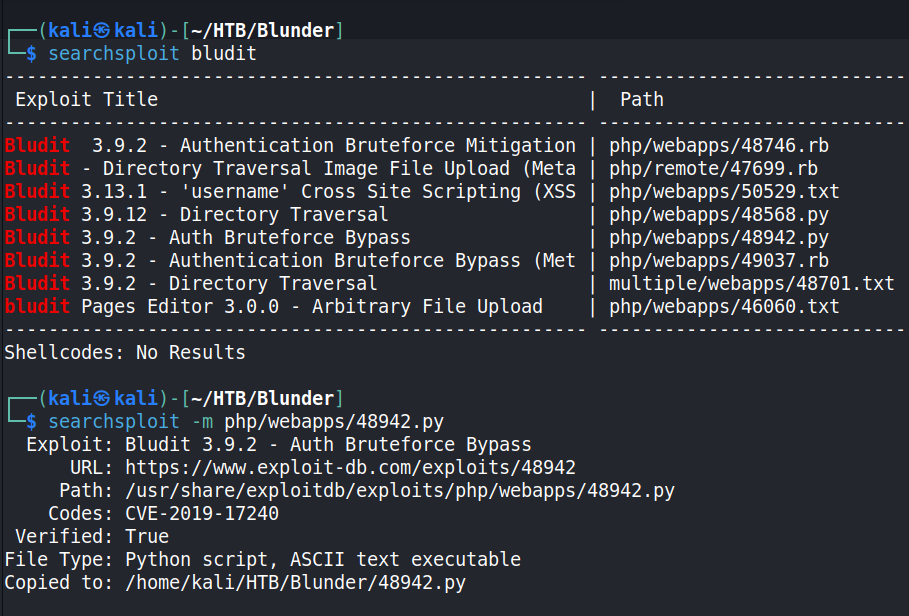 ┌──(kali㉿kali)-[~/HTB/Blunder]
└─$ searchsploit bludit
----------------------------------------------------- ----------------------------
 Exploit Title                                       |  Path
----------------------------------------------------- ----------------------------
Bludit  3.9.2 - Authentication Bruteforce Mitigation | php/webapps/48746.rb
Bludit - Directory Traversal Image File Upload (Meta | php/remote/47699.rb
Bludit 3.13.1 - 'username' Cross Site Scripting (XSS | php/webapps/50529.txt
Bludit 3.9.12 - Directory Traversal                  | php/webapps/48568.py
Bludit 3.9.2 - Auth Bruteforce Bypass                | php/webapps/48942.py
Bludit 3.9.2 - Authentication Bruteforce Bypass (Met | php/webapps/49037.rb
Bludit 3.9.2 - Directory Traversal                   | multiple/webapps/48701.txt
bludit Pages Editor 3.0.0 - Arbitrary File Upload    | php/webapps/46060.txt
----------------------------------------------------- ----------------------------
Shellcodes: No Results
┌──(kali㉿kali)-[~/HTB/Blunder]
└─$ searchsploit -m php/webapps/48942.py
  Exploit: Bludit 3.9.2 - Auth Bruteforce Bypass
      URL: https://www.exploit-db.com/exploits/48942
     Path: /usr/share/exploitdb/exploits/php/webapps/48942.py
    Codes: CVE-2019-17240
 Verified: True
File Type: Python script, ASCII text executable
Copied to: /home/kali/HTB/Blunder/48942.py